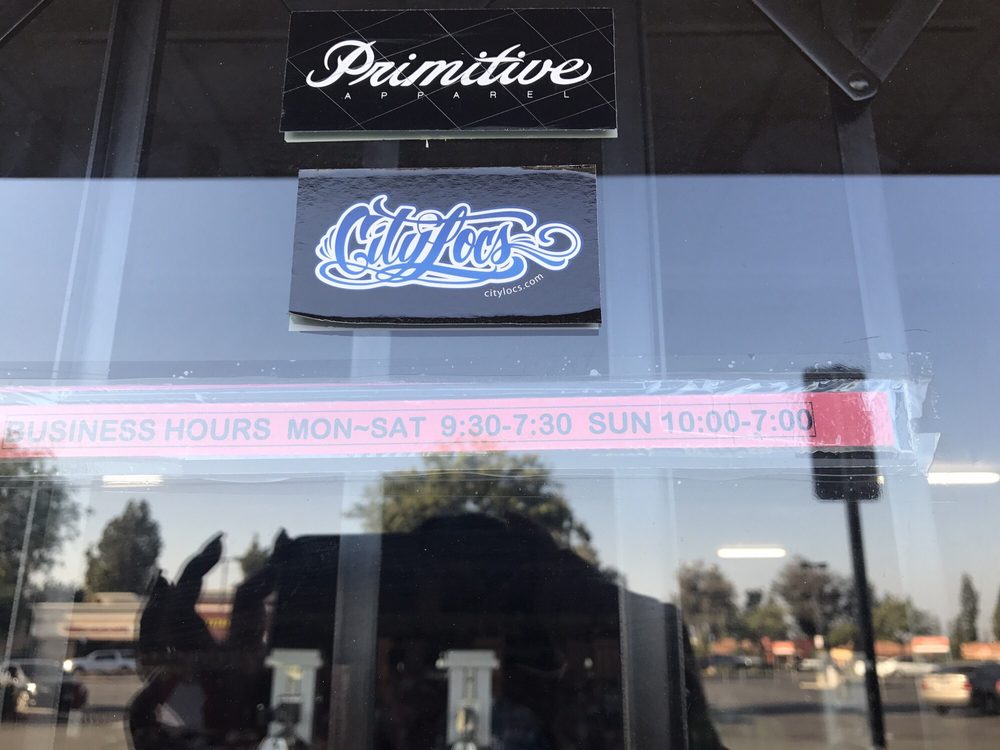 Primitive
APPAREL
CityLocs
citylocs.com
BUSINESS HOURS MON~SAT 9:30-7:30 SUN 10:00-7:00